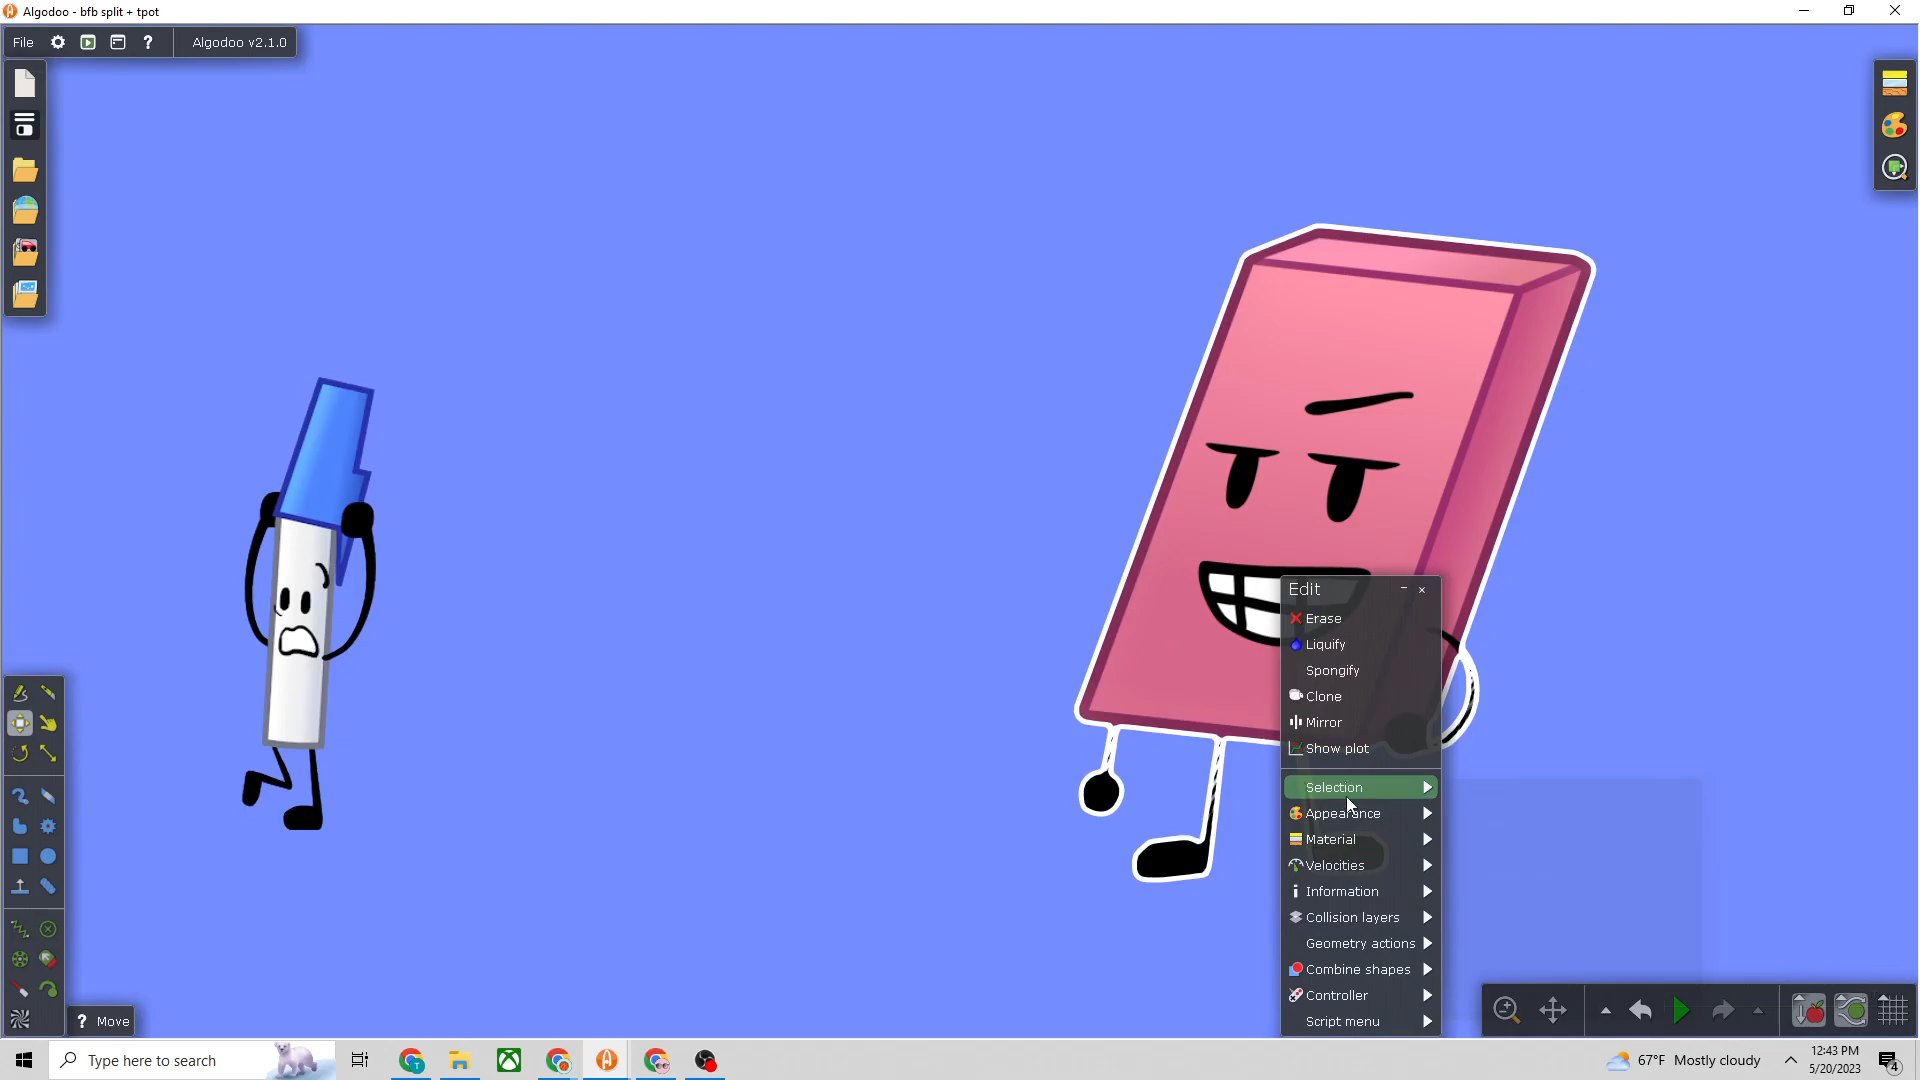 Algodoo - bfb split + tpot
File
?
Algodoo v2.1.0
Edit
Erase
Liquify
Spongify
Clone
Mirror
Show plot
Selection
Appearance
Material
Velocities
Information
Collision layers
Geometry actions
Combine shapes
Controller
Script menu
? Move
Type here to search
T
67°F Mostly cloudy
12:43 PM
5/20/2023
4